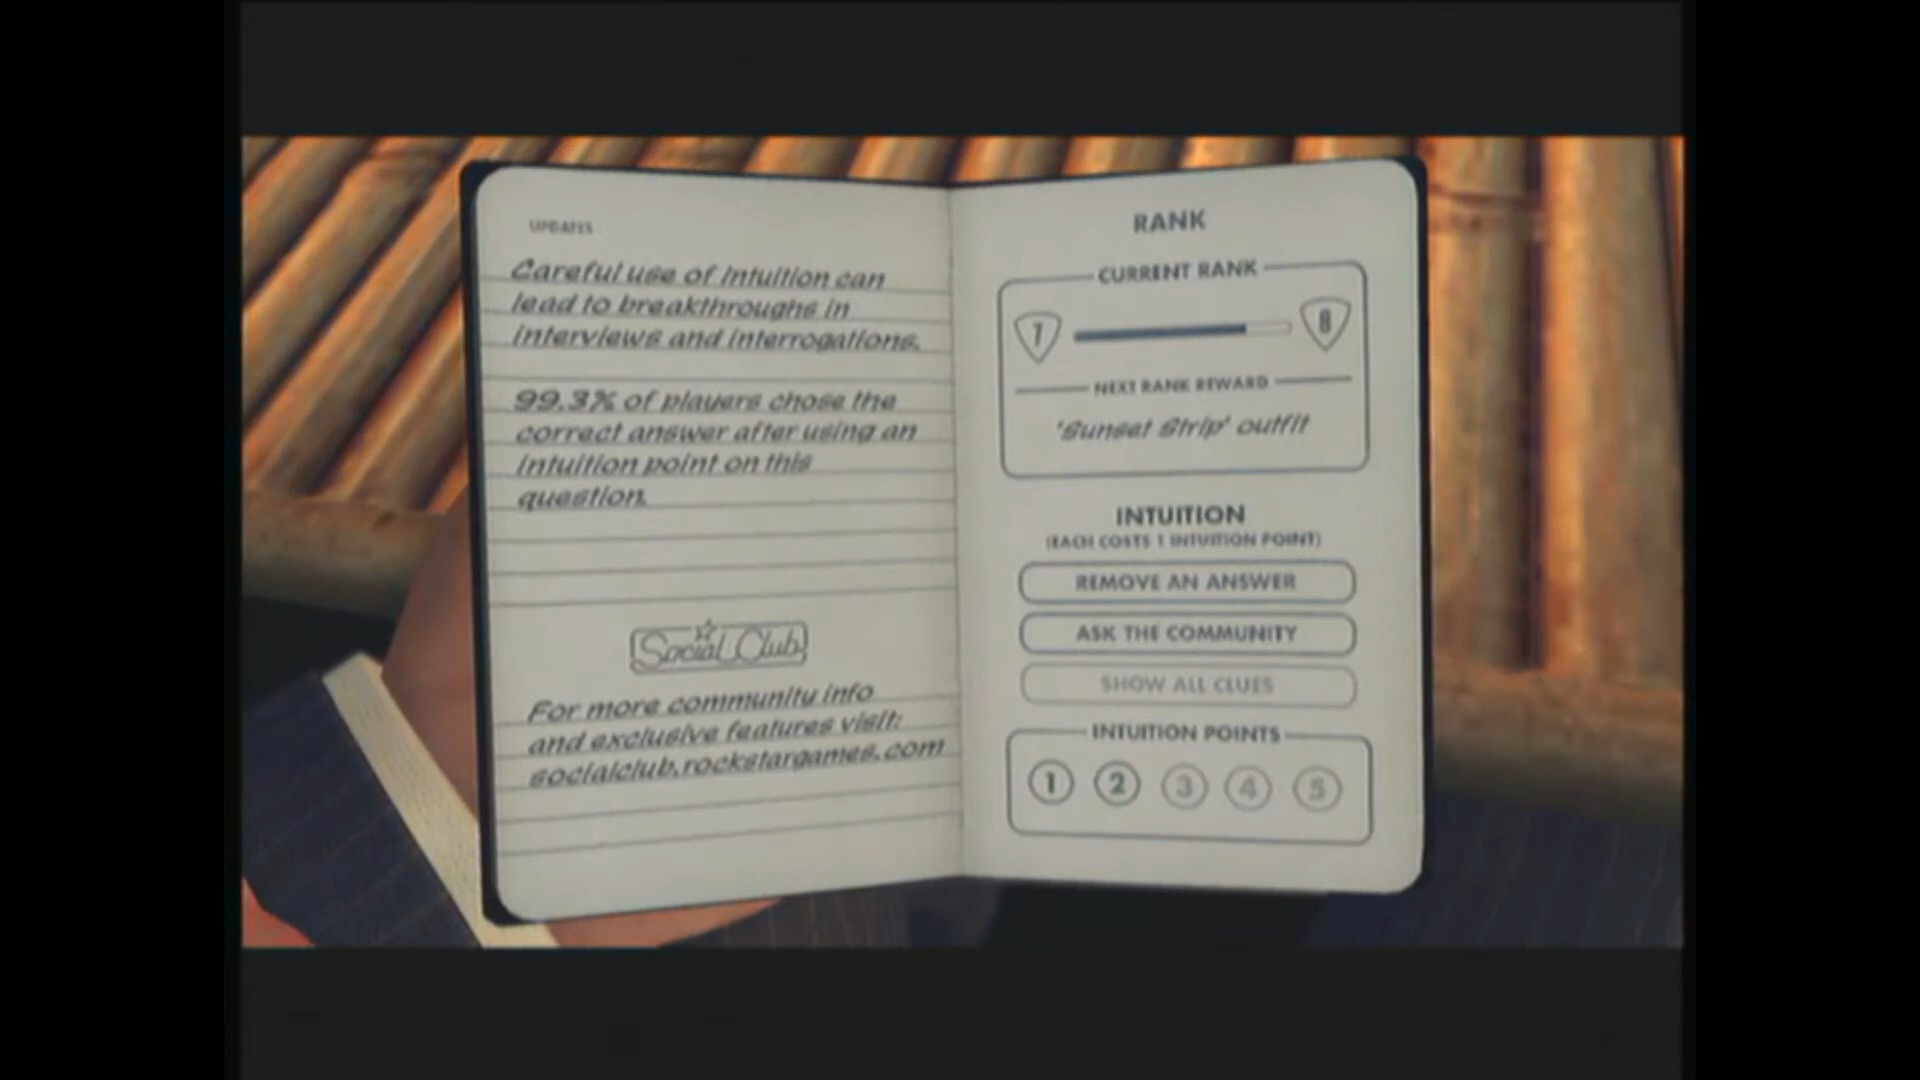 UPDATES
Careful use of Intuition can
lead to breakthroughs in
interviews and interrogations.
99.3% of players chose the
correct answer after using an
intuition point on this
question.
Social Club
For more community info
and exclusive features visit:
socialclub.rockstargames.com
RANK
CURRENT RANK
7
8
NEXT RANK REWARD
'Sunset Strip' outfit
INTUITION
(EACH COSTS 1 INTUITION POINT)
REMOVE AN ANSWER
ASK THE COMMUNITY
SHOW ALL CLUES
INTUITION POINTS
1 2 3 4 5